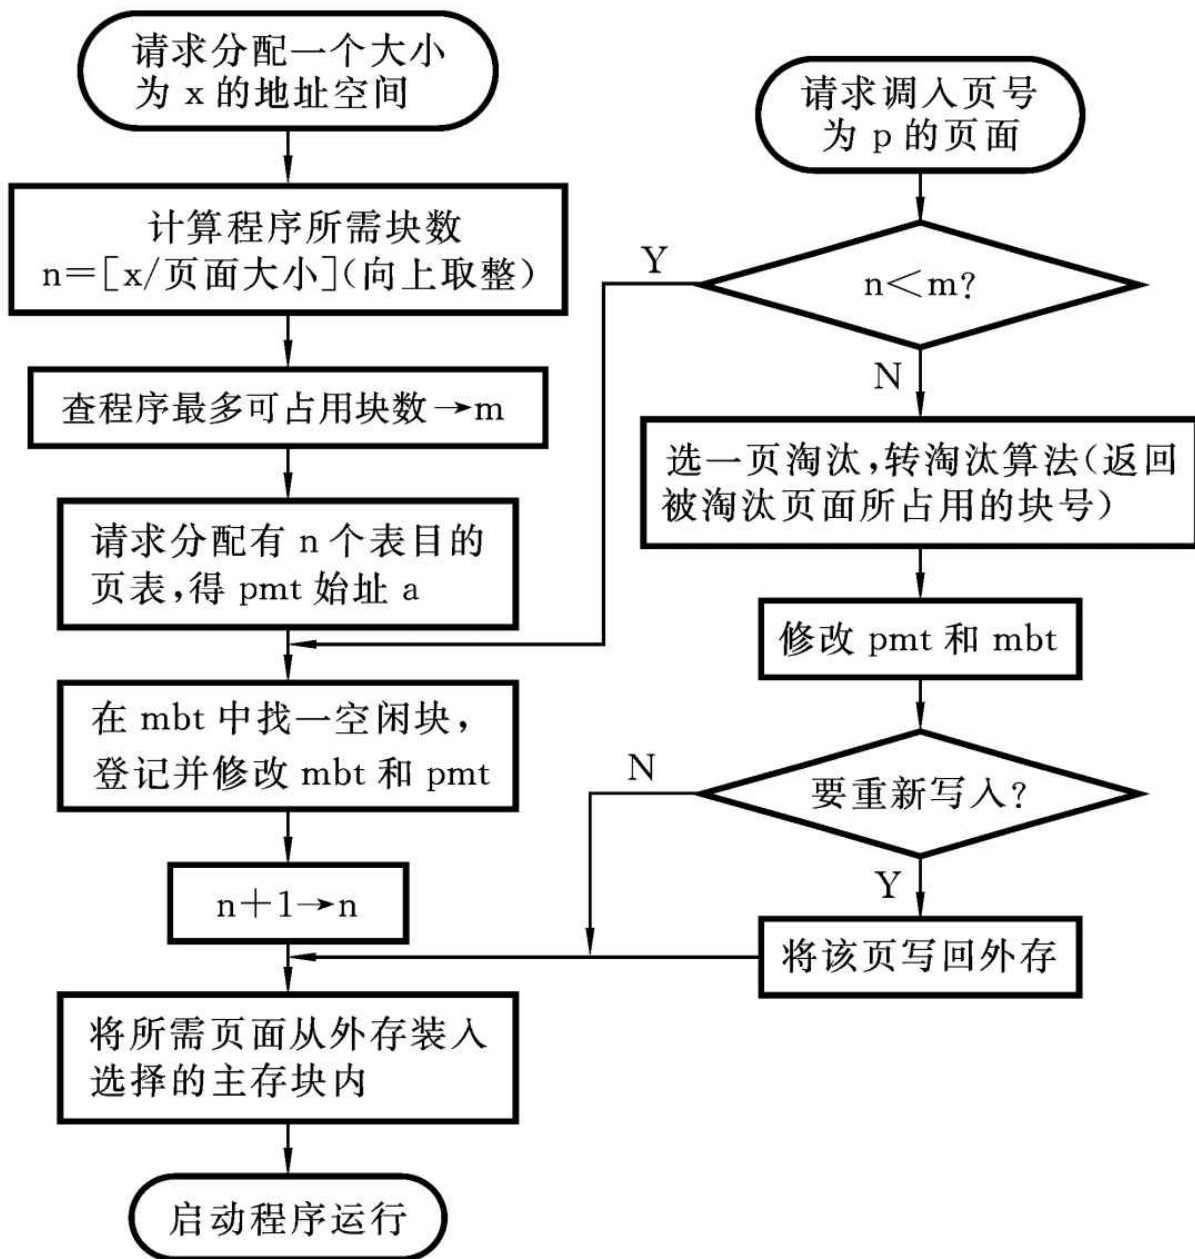 请求分配一个大小
为 x 的地址空间
计算程序所需块数
n=[x/页面大小](向上取整)
查程序最多可占用块数→m
请求分配有 n 个表目的
页表,得 pmt 始址 a
在 mbt 中找一空闲块,
登记并修改 mbt 和 pmt
n+1→n
将所需页面从外存装入
选择的主存块内
启动程序运行
请求调入页号
为 p 的页面
Y
n<m?
N
选一页淘汰,转淘汰算法(返回
被淘汰页面所占用的块号)
修改 pmt 和 mbt
N
要重新写入?
Y
将该页写回外存